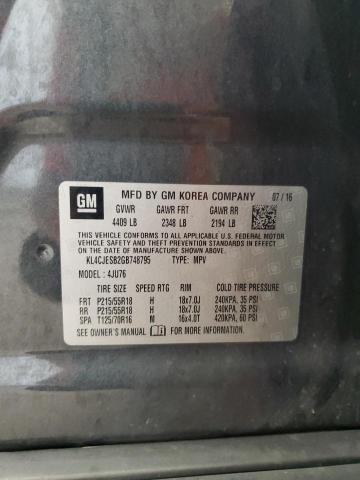 GM
MFD BY GM KOREA COMPANY 07 / 16
GVWR GAWR FRT GAWR RR
4409 LB 2348 LB 2194 LB
THIS VEHICLE CONFORMS TO ALL APPLICABLE U.S. FEDERAL MOTOR
VEHICLE SAFETY AND THEFT PREVENTION STANDARDS IN EFFECT ON THE
DATE OF MANUFACTURE SHOWN ABOVE.
KL4CJESB2GB748795 TYPE: MPV
MODEL: 4JU76
TIRE SIZE SPEED RTG RIM COLD TIRE PRESSURE
FRT P215/55R18 H 18x7.0J 240KPA, 35 PSI
RR P215/55R18 H 18x7.0J 240KPA, 35 PSI
SPA T125/70R16 M 16x4.0T 420KPA, 60 PSI
SEE OWNER'S MANUAL FOR MORE INFORMATION.